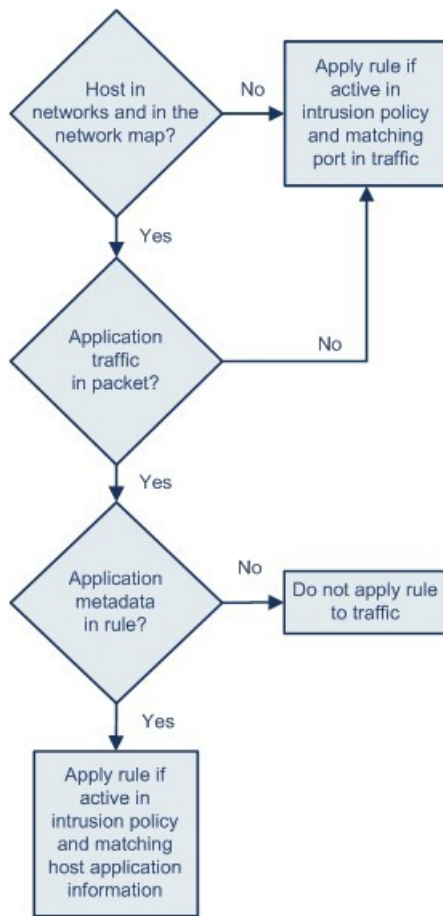 Host in
networks and in the
network map?
No
Apply rule if
active in
intrusion policy
and matching
port in traffic
Yes
Application
traffic
in packet?
No
Yes
Application
metadata
in rule?
No
Do not apply rule
to traffic
Yes
Apply rule if
active in
intrusion policy
and matching
host application
information